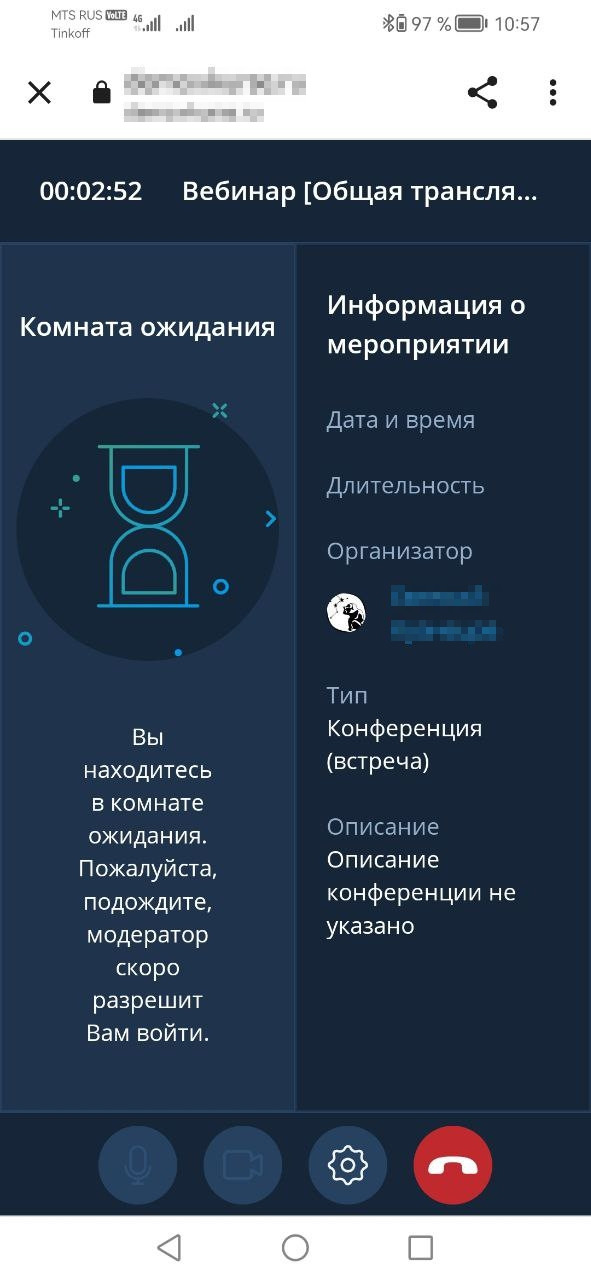 MTS RUS VoLTE 4G 97 % 10:57
Tinkoff
00:02:52 Вебинар [Общая трансля...
Комната ожидания
Вы
находитесь
в комнате
ожидания.
Пожалуйста,
подождите,
модератор
скоро
разрешит
Вам войти.
Информация о
мероприятии
Дата и время
Длительность
Организатор
Тип
Конференция
(встреча)
Описание
Описание
конференции не
указано